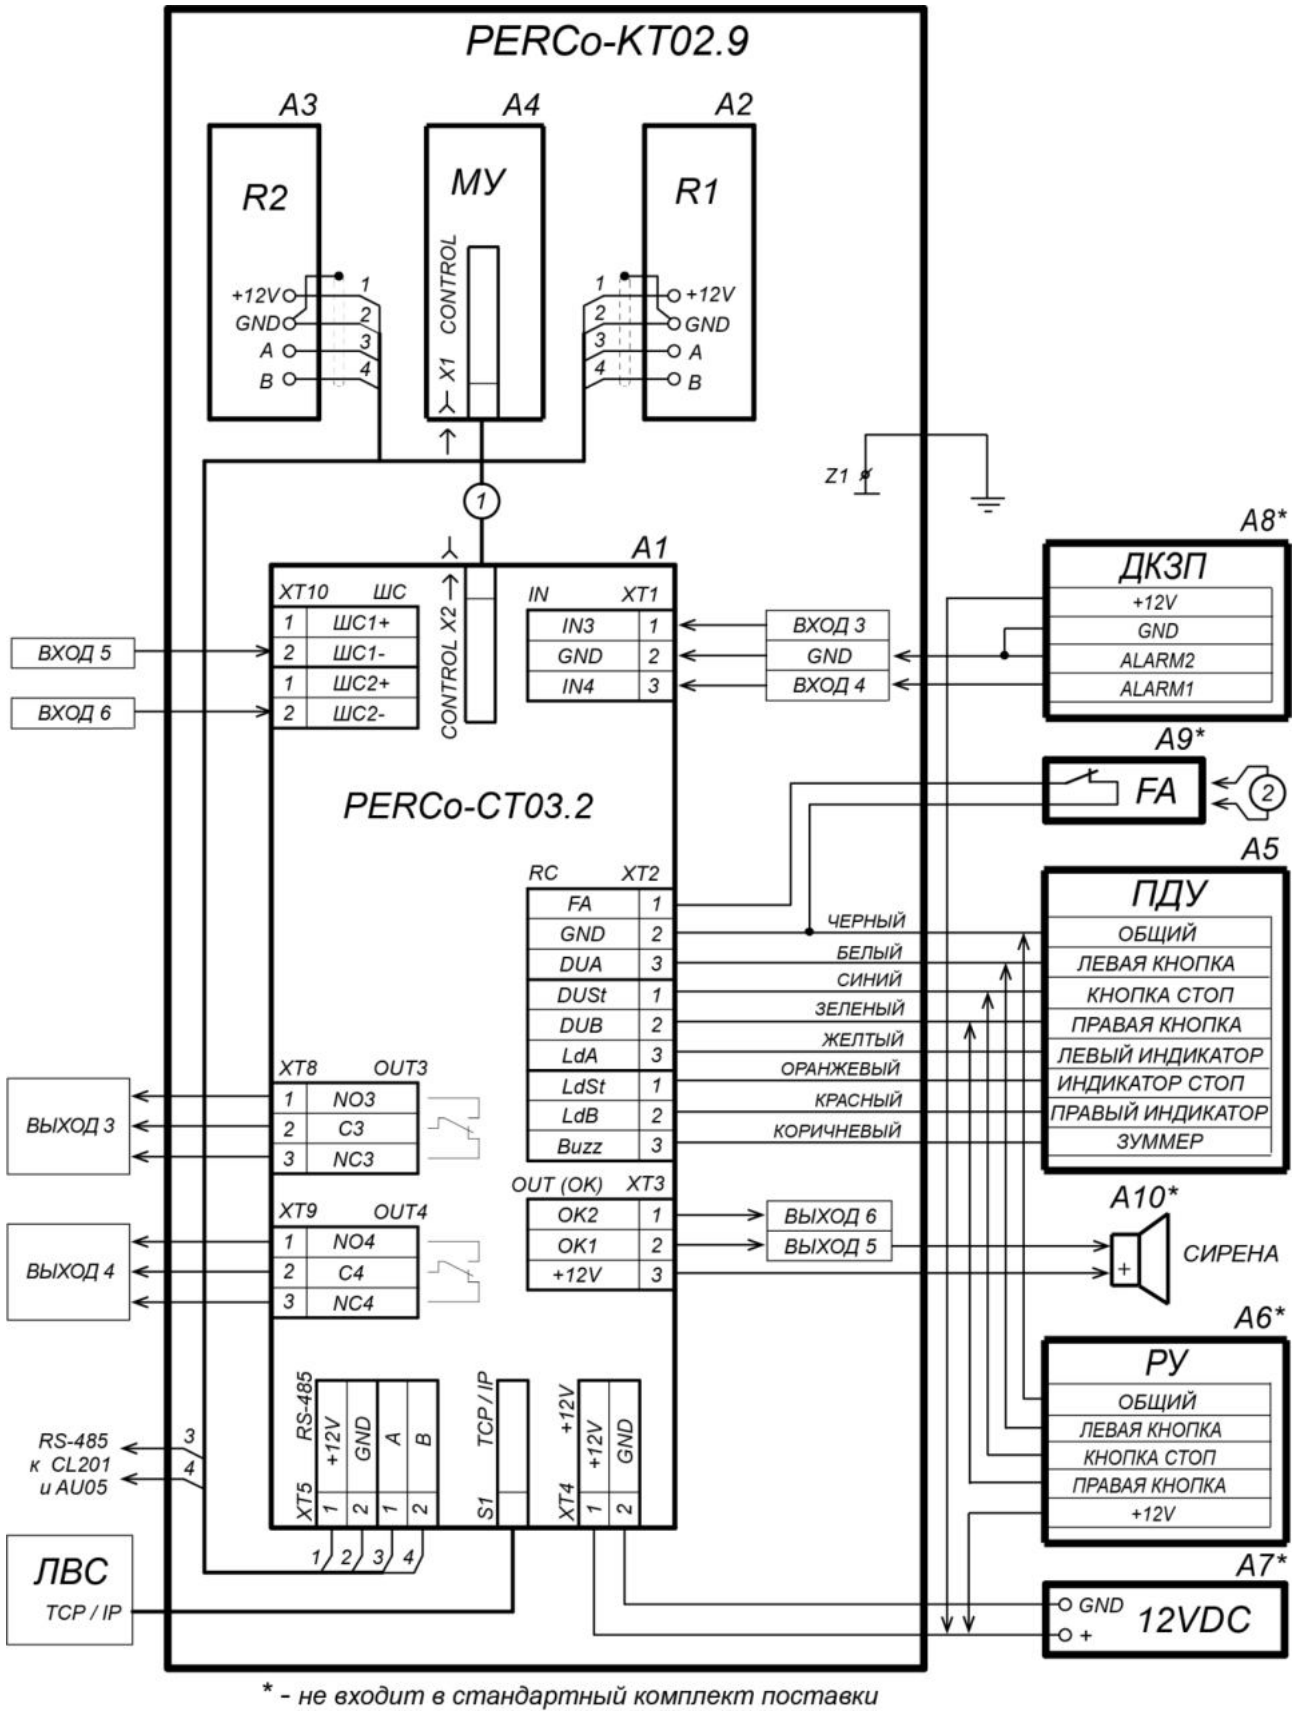 PERCo-KT02.9
A3
A4
A2
R2
МУ
R1
X1 CONTROL
+12V
GND
A
B
1
2
3
4
1
2
3
4
+12V
GND
A
B
Z1
1
A1
CONTROL X2
XT10 ШС
1 ШС1+
2 ШС1-
1 ШС2+
2 ШС2-
ВХОД 5
ВХОД 6
IN XT1
IN3 1
GND 2
IN4 3
ВХОД 3
GND
ВХОД 4
A8*
ДКЗП
+12V
GND
ALARM2
ALARM1
A9*
FA
2
PERCo-CT03.2
RC XT2
FA 1
GND 2
DUA 3
DUSt 1
DUB 2
LdA 3
LdSt 1
LdB 2
Buzz 3
ЧЕРНЫЙ
БЕЛЫЙ
СИНИЙ
ЗЕЛЕНЫЙ
ЖЕЛТЫЙ
ОРАНЖЕВЫЙ
КРАСНЫЙ
КОРИЧНЕВЫЙ
A5
ПДУ
ОБЩИЙ
ЛЕВАЯ КНОПКА
КНОПКА СТОП
ПРАВАЯ КНОПКА
ЛЕВЫЙ ИНДИКАТОР
ИНДИКАТОР СТОП
ПРАВЫЙ ИНДИКАТОР
ЗУММЕР
XT8 OUT3
1 NO3
2 C3
3 NC3
ВЫХОД 3
XT9 OUT4
1 NO4
2 C4
3 NC4
ВЫХОД 4
OUT (OK) XT3
OK2 1
OK1 2
+12V 3
ВЫХОД 6
ВЫХОД 5
A10*
+
СИРЕНА
A6*
РУ
ОБЩИЙ
ЛЕВАЯ КНОПКА
КНОПКА СТОП
ПРАВАЯ КНОПКА
+12V
RS-485
к CL201
и AU05
3
4
XT5 RS-485
1 +12V
2 GND
1 A
2 B
S1 TCP / IP
XT4 +12V
1 +12V
2 GND
1
2
3
4
ЛВС
TCP / IP
A7*
GND
+
12VDC
* - не входит в стандартный комплект поставки